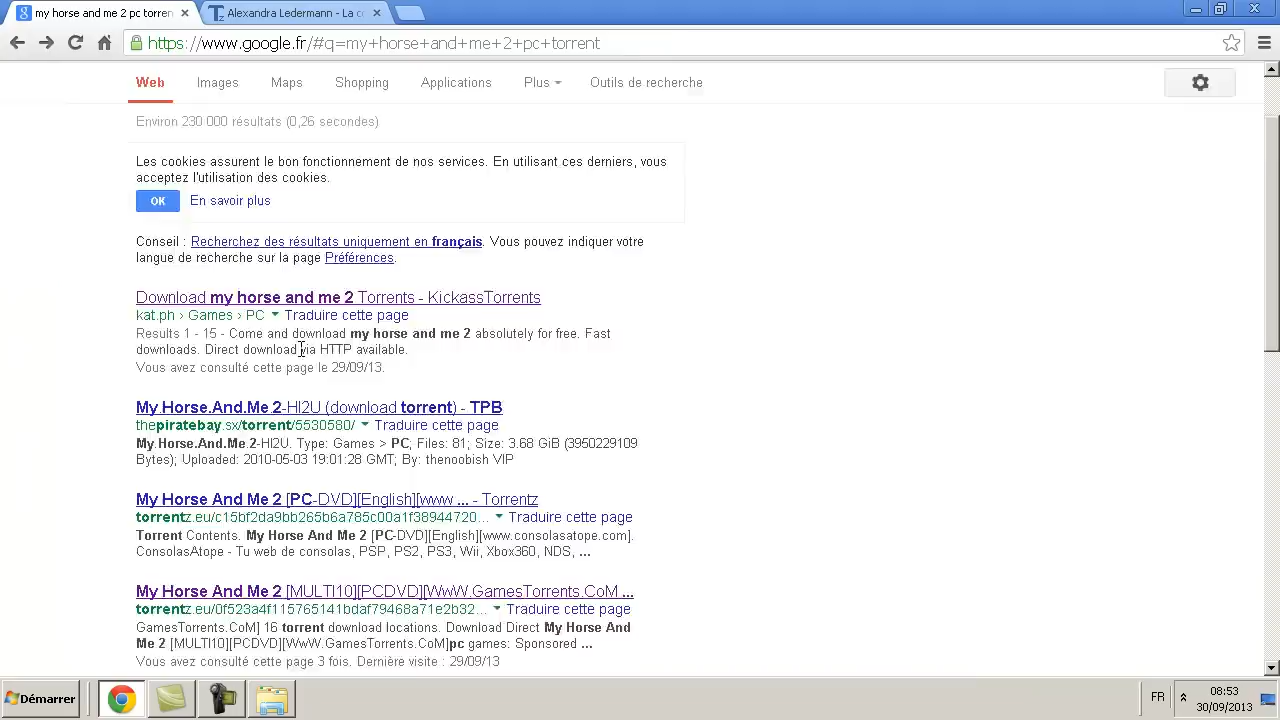 my horse and me 2 pc torren
Alexandra Ledermann - La c
https://www.google.fr/#q=my+horse+and+me+2+pc+torrent
Web Images Maps Shopping Applications Plus Outils de recherche
Environ 230 000 résultats (0,26 secondes)
Les cookies assurent le bon fonctionnement de nos services. En utilisant ces derniers, vous
acceptez l'utilisation des cookies.
OK En savoir plus
Conseil : Recherchez des résultats uniquement en français. Vous pouvez indiquer votre
langue de recherche sur la page Préférences.
Download my horse and me 2 Torrents - KickassTorrents
kat.ph › Games › PC Traduire cette page
Results 1 - 15 - Come and download my horse and me 2 absolutely for free. Fast
downloads. Direct download via HTTP available.
Vous avez consulté cette page le 29/09/13.
My.Horse.And.Me.2-HI2U (download torrent) - TPB
thepiratebay.sx/torrent/5530580/ Traduire cette page
My.Horse.And.Me.2-HI2U. Type: Games > PC, Files: 81; Size: 3.68 GiB (3950229109
Bytes); Uploaded: 2010-05-03 19:01:28 GMT; By: thenoobish VIP
My Horse And Me 2 [PC-DVD][English][www ... - Torrentz
torrentz.eu/c15bf2da9bb265b6a785c00a1f38944720... Traduire cette page
Torrent Contents. My Horse And Me 2 [PC-DVD][English][www.consolasatope.com].
ConsolasAtope - Tu web de consolas, PSP, PS2, PS3, Wii, Xbox360, NDS, ...
My Horse And Me 2 [MULTI10][PCDVD][WwW.GamesTorrents.CoM ...
torrentz.eu/0f523a4f115765141bdaf79468a71e2b32... Traduire cette page
GamesTorrents.CoM] 16 torrent download locations. Download Direct My Horse And
Me 2 [MULTI10][PCDVD][WwW.GamesTorrents.CoM]pc games: Sponsored ...
Vous avez consulté cette page 3 fois. Dernière visite : 29/09/13
Démarrer
FR
08:53
30/09/2013